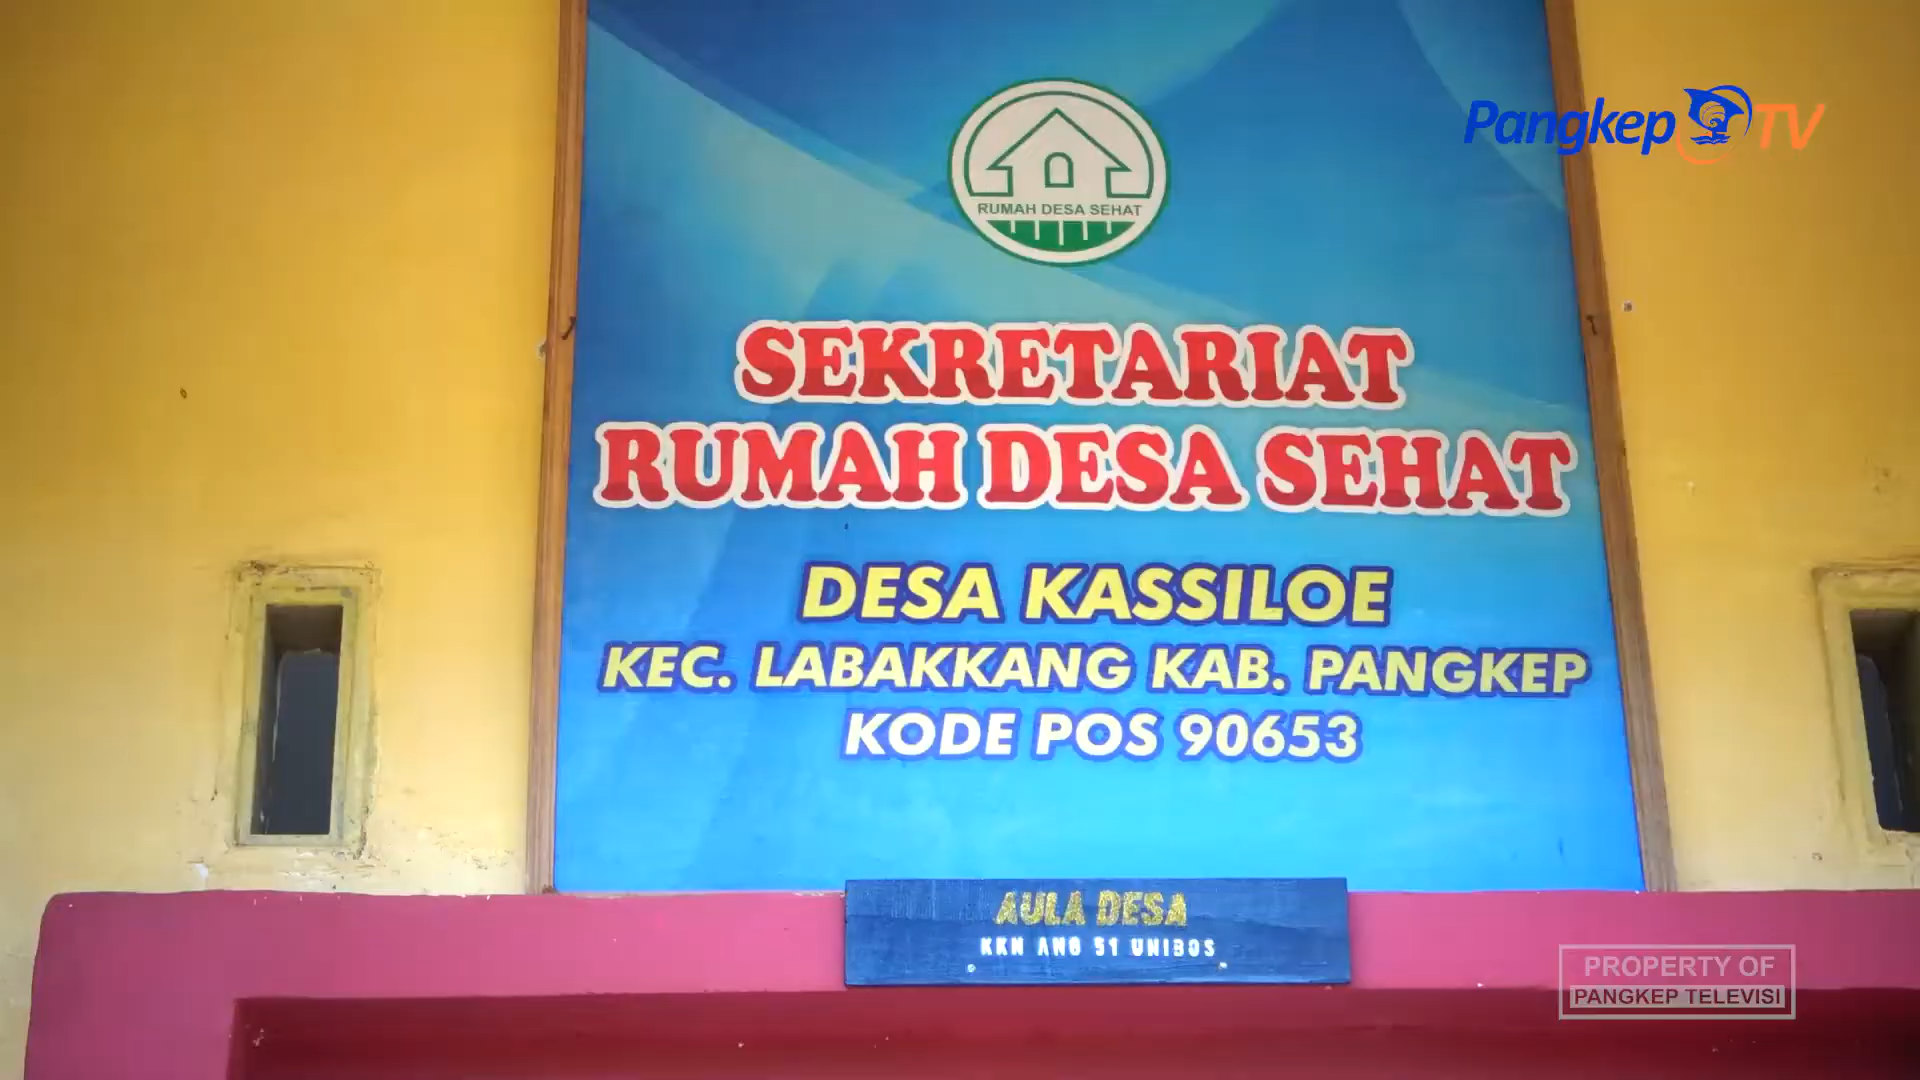 Pangkep TV
RUMAH DESA SEHAT
SEKRETARIAT
RUMAH DESA SEHAT
DESA KASSILOE
KEC. LABAKKANG KAB. PANGKEP
KODE POS 90653
AULA DESA
KKN ANG 51 UNIBOS
PROPERTY OF
PANGKEP TELEVISI